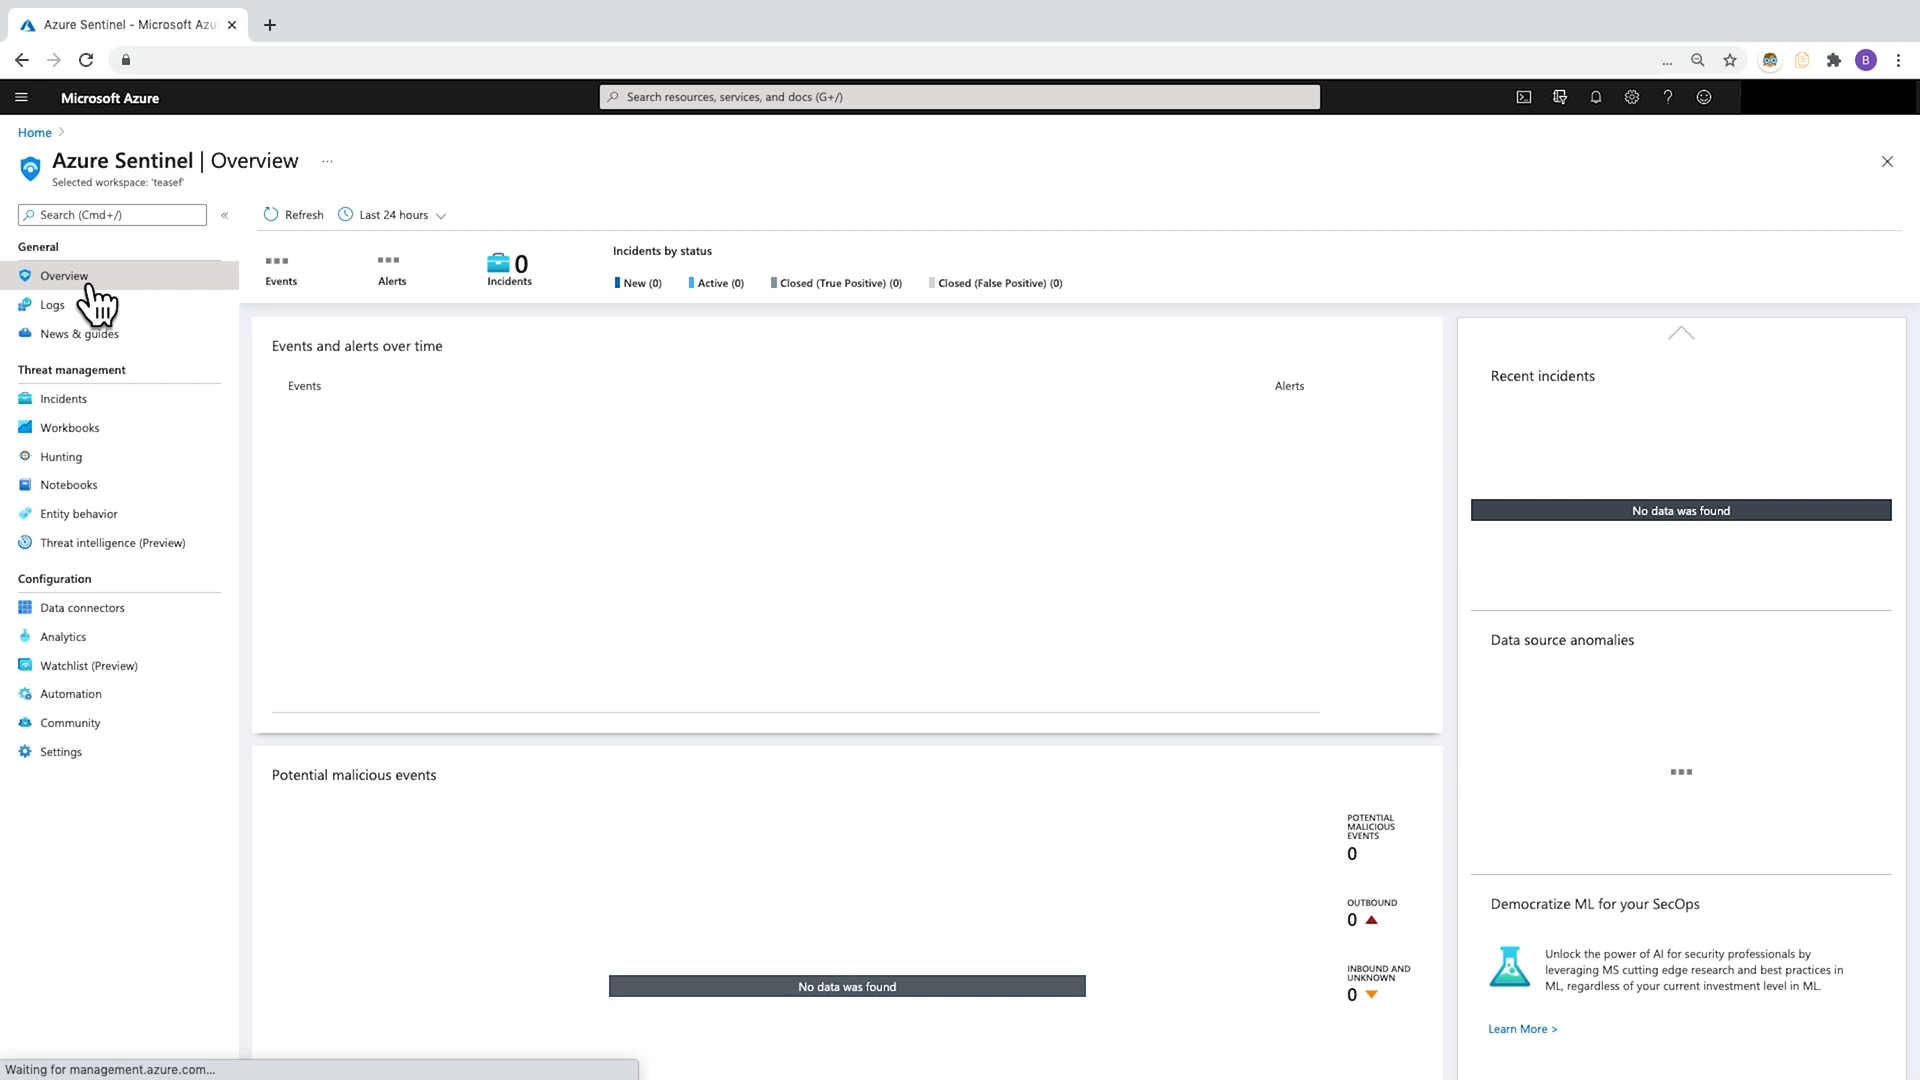 Azure Sentinel - Microsoft Azu
...
B
Microsoft Azure
Search resources, services, and docs (G+/)
Home
Azure Sentinel | Overview ...
Selected workspace: 'teasef'
Search (Cmd+/)
Refresh
Last 24 hours
General
Overview
Logs
News & guides
Threat management
Incidents
Workbooks
Hunting
Notebooks
Entity behavior
Threat intelligence (Preview)
Configuration
Data connectors
Analytics
Watchlist (Preview)
Automation
Community
Settings
Events
Alerts
0
Incidents
Incidents by status
New (0) Active (0) Closed (True Positive) (0) Closed (False Positive) (0)
Events and alerts over time
Events
Alerts
Potential malicious events
POTENTIAL
MALICIOUS
EVENTS
0
OUTBOUND
0
INBOUND AND
UNKNOWN
0
No data was found
Recent incidents
No data was found
Data source anomalies
Democratize ML for your SecOps
Unlock the power of AI for security professionals by
leveraging MS cutting edge research and best practices in
ML, regardless of your current investment level in ML.
Learn More >
Waiting for management.azure.com...